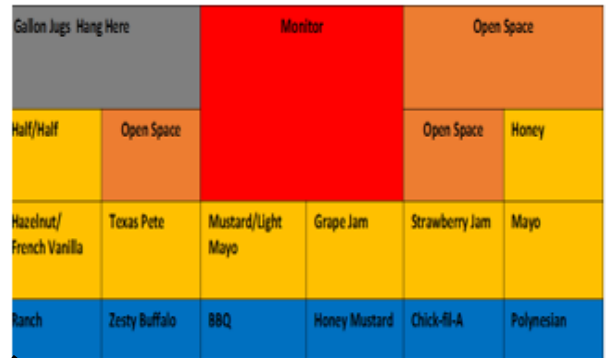 Gallon Jugs Hang Here
Monitor
Open Space
Half/Half
Open Space
Open Space
Honey
Hazelnut/
French Vanilla
Texas Pete
Mustard/Light
Mayo
Grape Jam
Strawberry Jam
Mayo
Ranch
Zesty Buffalo
BBQ
Honey Mustard
Chick-fil-A
Polynesian